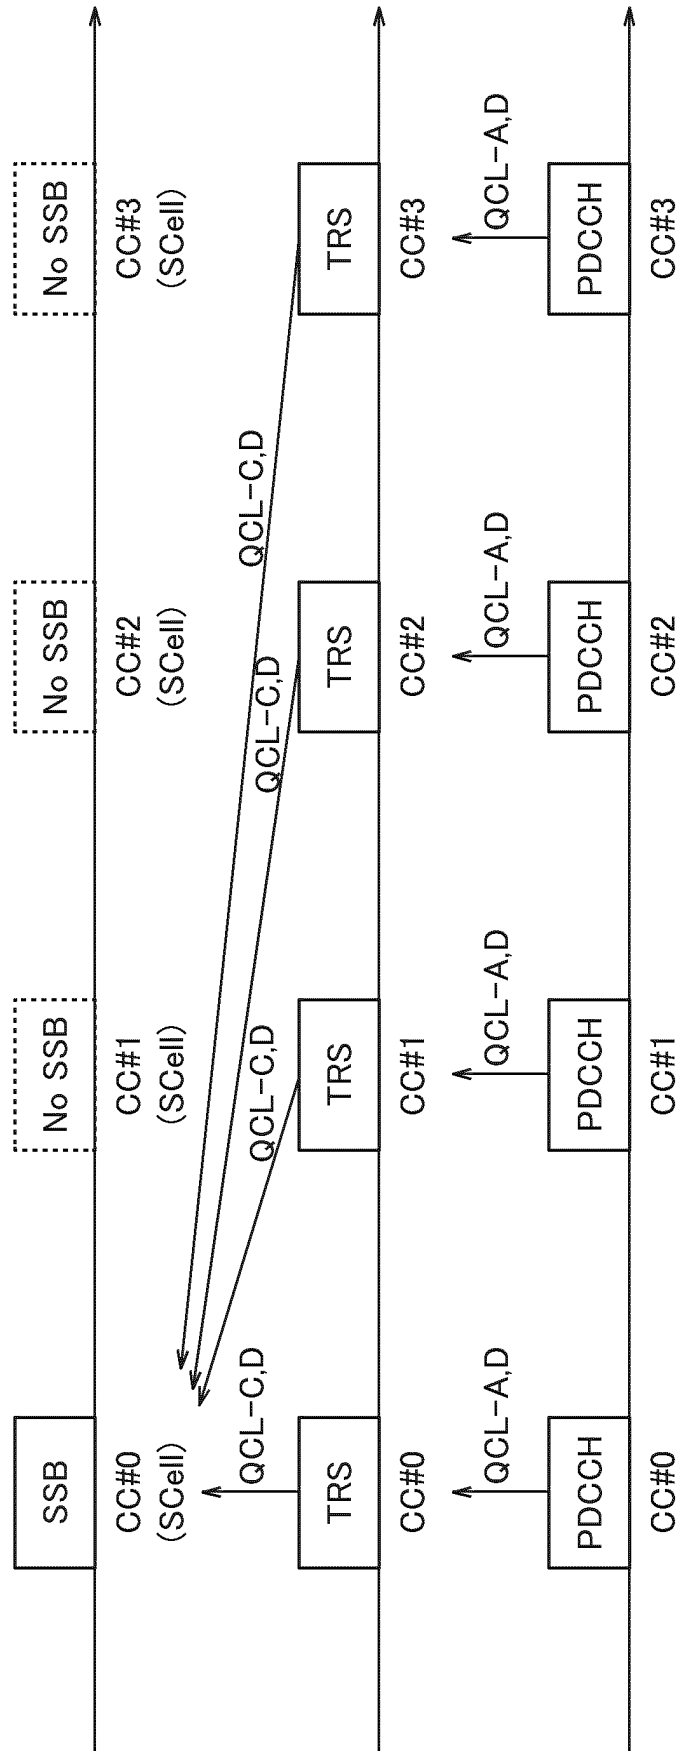 SSB
No SSB
No SSB
No SSB
CC#0
(SCell)
CC#1
(SCell)
CC#2
(SCell)
CC#3
(SCell)
QCL-C,D
QCL-C,D
QCL-C,D
QCL-C,D
TRS
TRS
TRS
TRS
CC#0
CC#1
CC#2
CC#3
QCL-A,D
QCL-A,D
QCL-A,D
QCL-A,D
PDCCH
PDCCH
PDCCH
PDCCH
CC#0
CC#1
CC#2
CC#3